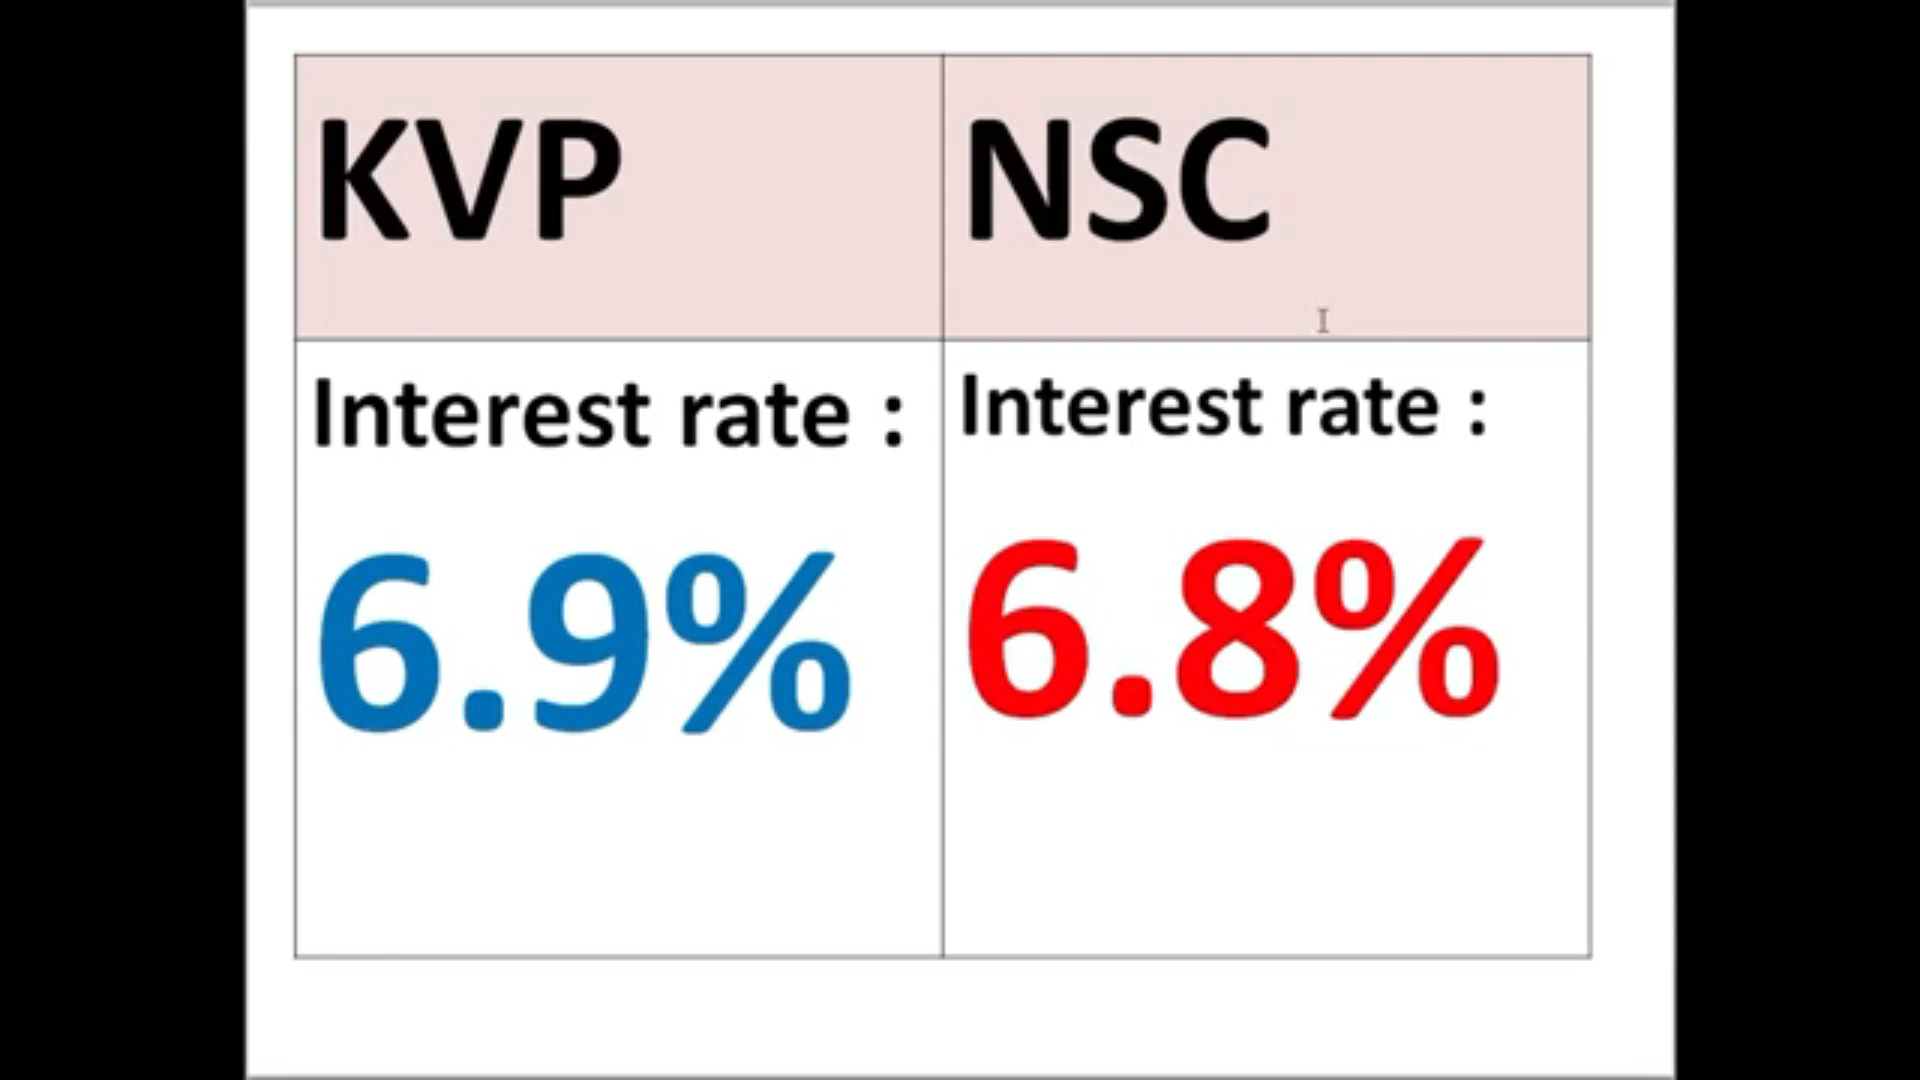 KVP
NSC
Interest rate :
6.9%
Interest rate :
6.8%